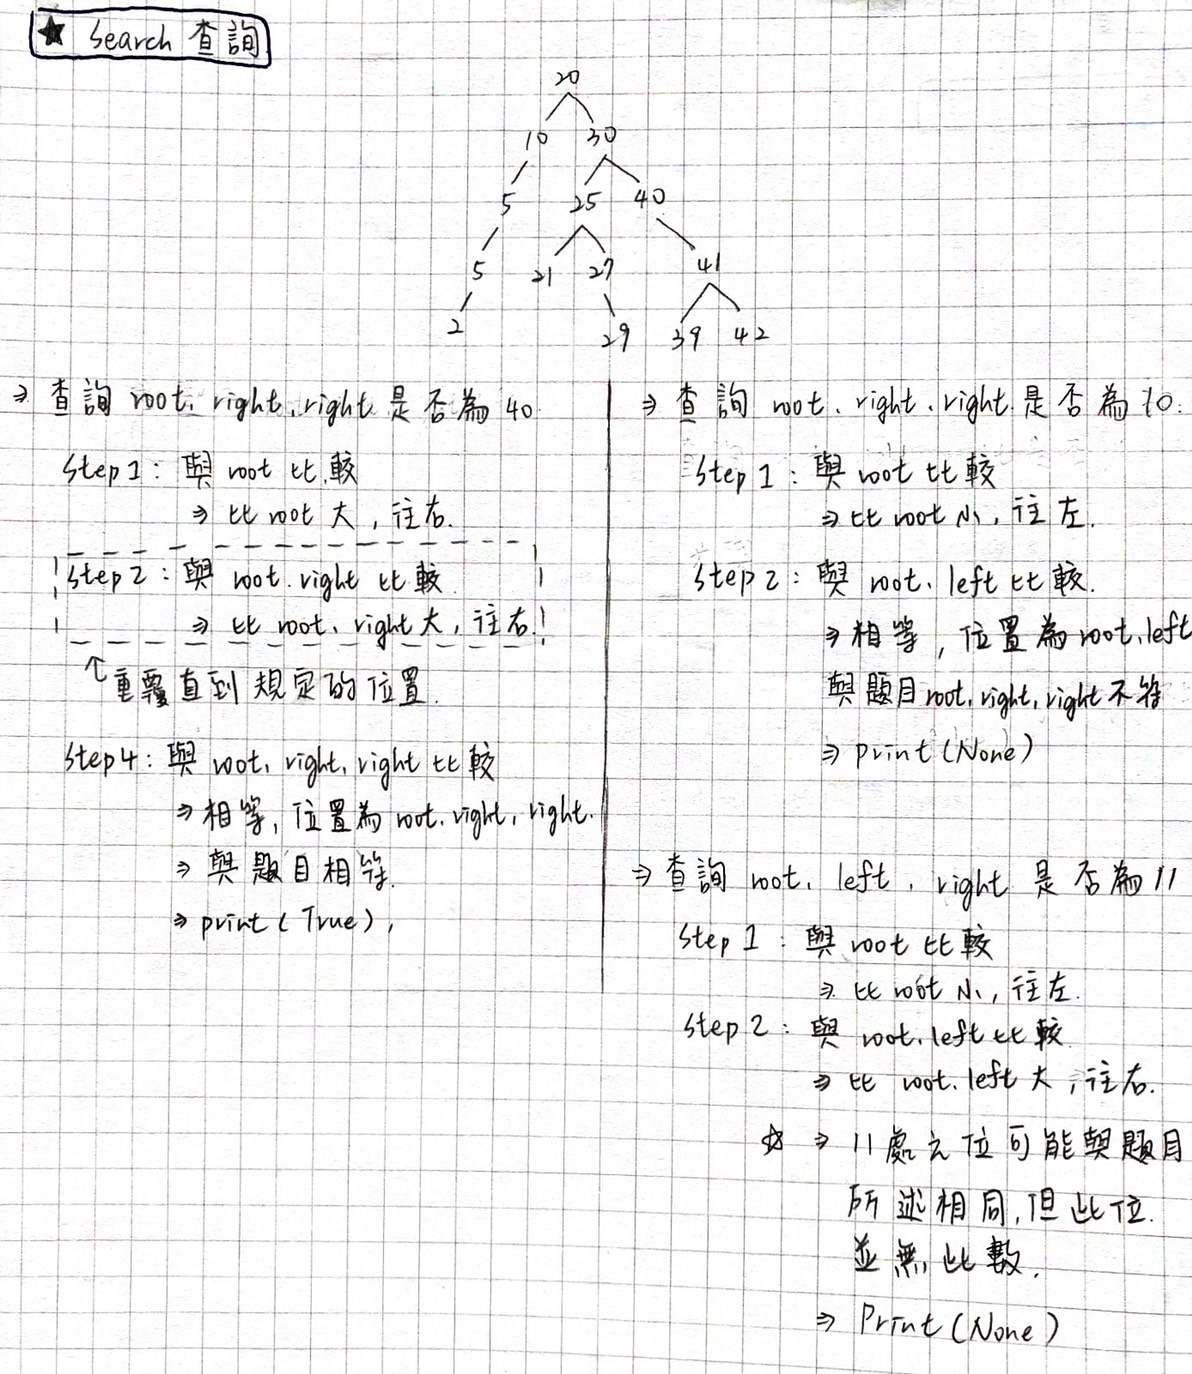 ★ Search 查詢
20
10 30
5 25 40
5 21 27 41
2 29 39 42
⇒ 查詢 root. right. right 是否為 40
Step 1: 與 root 比較
⇒ 比 root 大, 往右.
Step 2: 與 root. right 比較
⇒ 比 root. right 大, 往右.
↑重覆直到規定的位置.
Step 4: 與 root. right. right 比較
⇒ 相等, 位置為 root. right. right.
⇒ 與題目相等.
⇒ print (True),
⇒ 查詢 root. right. right. 是否為 10.
Step 1: 與 root 比較
⇒ 比 root 小, 往左.
Step 2: 與 root. left 比較.
⇒ 相等, 位置為 root. left
與題目 root. right. right 不符
⇒ print (None)
⇒ 查詢 root. left. right 是否為 11
Step 1: 與 root 比較
⇒ 比 root 小, 往左.
Step 2: 與 root. left 比較
⇒ 比 root. left 大, 往右.
☆ ⇒ 11 處之位可能與題目
所述相同, 但此位.
並無此數.
⇒ Print (None)